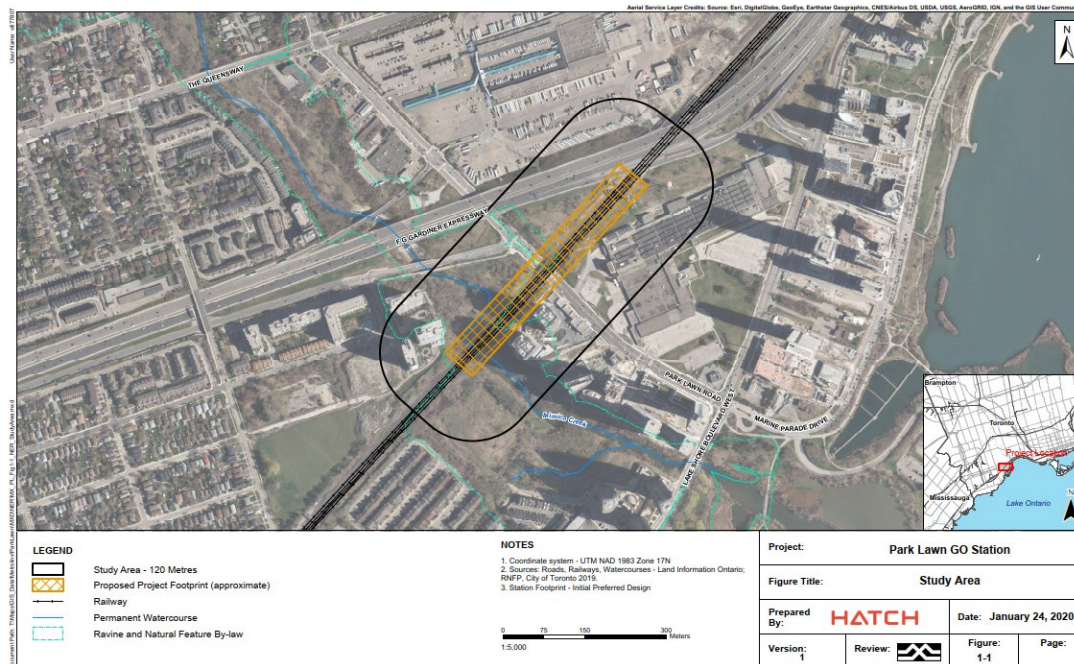 Aerial Service Layer Credits: Source: Esri, DigitalGlobe, GeoEye, Earthstar Geographics, CNES/Airbus DS, USDA, USGS, AeroGRID, IGN, and the GIS User Commu
N
THE QUEENSWAY
F G GARDINER EXPRESSWAY
PARK LAWN ROAD
MARINE PARADE DRIVE
LAKE SHORE BOULEVARD WEST
Mimico Creek
Brampton
Toronto
Project Location
Mississauga
Lake Ontario
N
LEGEND
Study Area - 120 Metres
Proposed Project Footprint (approximate)
Railway
Permanent Watercourse
Ravine and Natural Feature By-law
NOTES
1. Coordinate system - UTM NAD 1983 Zone 17N
2. Sources: Roads, Railways, Watercourses - Land Information Ontario;
RNFP, City of Toronto 2019.
3. Station Footprint - Initial Preferred Design
0 75 150 300
Meters
1:5,000
Project: Park Lawn GO Station
Figure Title: Study Area
Prepared
By: HATCH
Date: January 24, 2020
Version:
1
Review:
Figure:
1-1
Page: